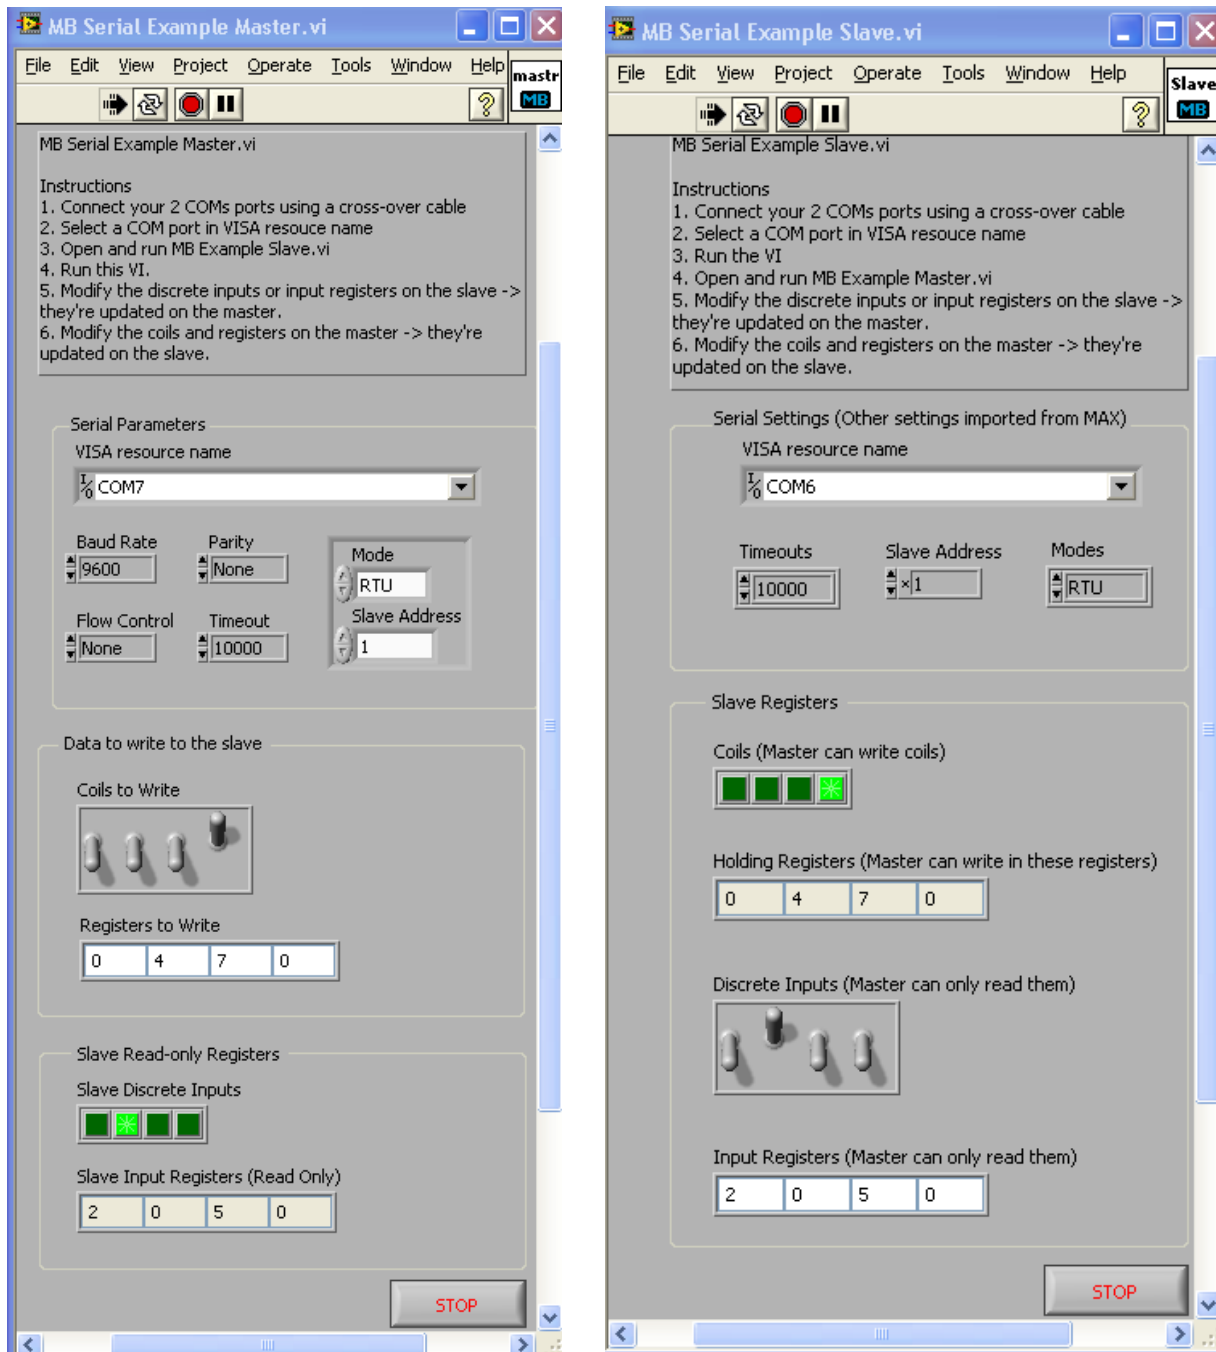 MB Serial Example Master.vi
File Edit View Project Operate Tools Window Help
mastr
MB
MB Serial Example Master.vi
Instructions
1. Connect your 2 COMs ports using a cross-over cable
2. Select a COM port in VISA resouce name
3. Open and run MB Example Slave.vi
4. Run this VI.
5. Modify the discrete inputs or input registers on the slave ->
they're updated on the master.
6. Modify the coils and registers on the master -> they're
updated on the slave.
Serial Parameters
VISA resource name
I/O COM7
Baud Rate Parity Mode
9600 None RTU
Flow Control Timeout Slave Address
None 10000 1
Data to write to the slave
Coils to Write
Registers to Write
0 4 7 0
Slave Read-only Registers
Slave Discrete Inputs
Slave Input Registers (Read Only)
2 0 5 0
STOP
MB Serial Example Slave.vi
File Edit View Project Operate Tools Window Help
Slave
MB
MB Serial Example Slave.vi
Instructions
1. Connect your 2 COMs ports using a cross-over cable
2. Select a COM port in VISA resouce name
3. Run the VI
4. Open and run MB Example Master.vi
5. Modify the discrete inputs or input registers on the slave ->
they're updated on the master.
6. Modify the coils and registers on the master -> they're
updated on the slave.
Serial Settings (Other settings imported from MAX)
VISA resource name
I/O COM6
Timeouts Slave Address Modes
10000 x 1 RTU
Slave Registers
Coils (Master can write coils)
Holding Registers (Master can write in these registers)
0 4 7 0
Discrete Inputs (Master can only read them)
Input Registers (Master can only read them)
2 0 5 0
STOP